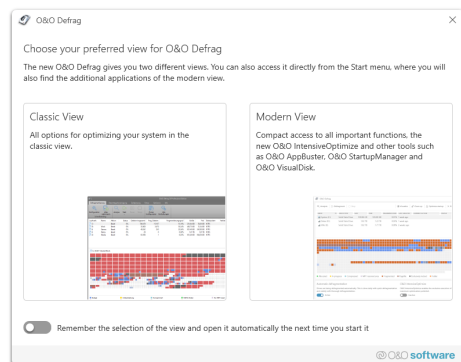 O&O Defrag
Choose your preferred view for O&O Defrag
The new O&O Defrag gives you two different views. You can also access it directly from the Start menu, where you will
also find the additional applications of the modern view.
Classic View
All options for optimizing your system in the
classic view.
Modern View
Compact access to all important functions, the
new O&O IntensiveOptimize and other tools such
as O&O AppBuster, O&O StartupManager and
O&O VisualDisk.
Remember the selection of the view and open it automatically the next time you start it
O&O software